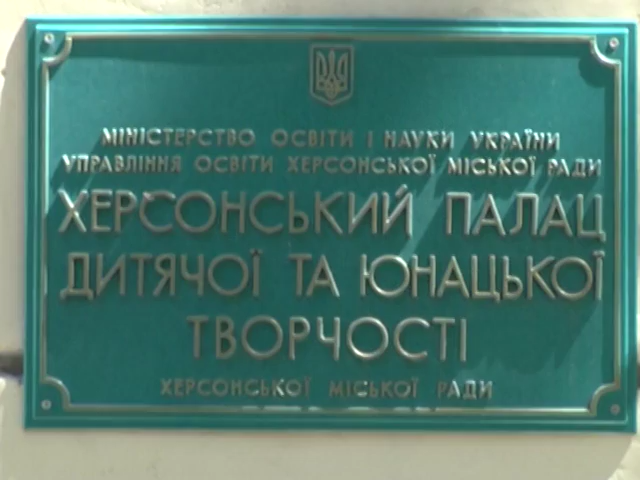 МІНІСТЕРСТВО ОСВІТИ І НАУКИ УКРАЇНИ
УПРАВЛІННЯ ОСВІТИ ХЕРСОНСЬКОЇ МІСЬКОЇ РАДИ
ХЕРСОНСЬКИЙ ПАЛАЦ
ДИТЯЧОЇ ТА ЮНАЦЬКОЇ
ТВОРЧОСТІ
ХЕРСОНСЬКОЇ МІСЬКОЇ РАДИ